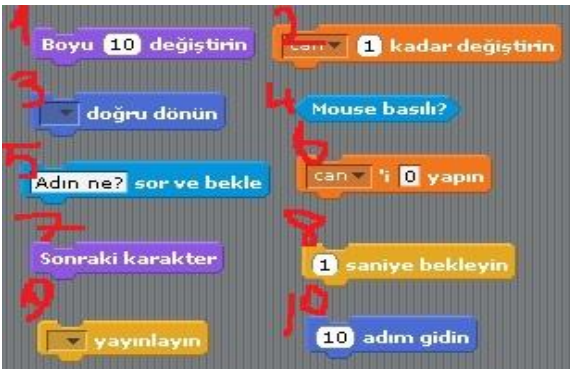 1 Boyu 10 değiştirin
2 can 1 kadar değiştirin
3 doğru dönün
4 Mouse basılı?
5 Adın ne? sor ve bekle
6 can 'i 0 yapın
7 Sonraki karakter
8 1 saniye bekleyin
9 yayınlayın
10 10 adım gidin